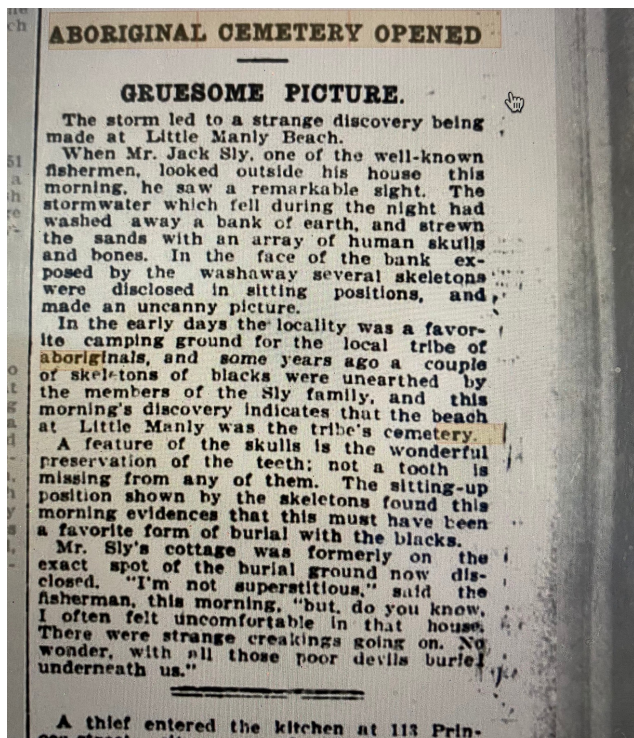 ABORIGINAL CEMETERY OPENED
GRUESOME PICTURE.
The storm led to a strange discovery being
made at Little Manly Beach.
When Mr. Jack Sly, one of the well-known
fishermen, looked outside his house this
morning, he saw a remarkable sight. The
stormwater which fell during the night had
washed away a bank of earth, and strewn
the sands with an array of human skulls
and bones. In the face of the bank ex-
posed by the washaway several skeletons
were disclosed in sitting positions, and
made an uncanny picture.
In the early days the locality was a favor-
ite camping ground for the local tribe of
aboriginals, and some years ago a couple
of skeletons of blacks were unearthed by
the members of the Sly family, and this
morning's discovery indicates that the beach
at Little Manly was the tribe's cemetery.
A feature of the skulls is the wonderful
preservation of the teeth; not a tooth is
missing from any of them. The sitting-up
position shown by the skeletons found this
morning evidences that this must have been
a favorite form of burial with the blacks.
Mr. Sly's cottage was formerly on the
exact spot of the burial ground now dis-
closed. "I'm not superstitious," said the
fisherman, this morning, "but, do you know,
I often felt uncomfortable in that house.
There were strange creakings going on. No
wonder, with all those poor devils buried
underneath us."
A thief entered the kitchen at 113 Prin-